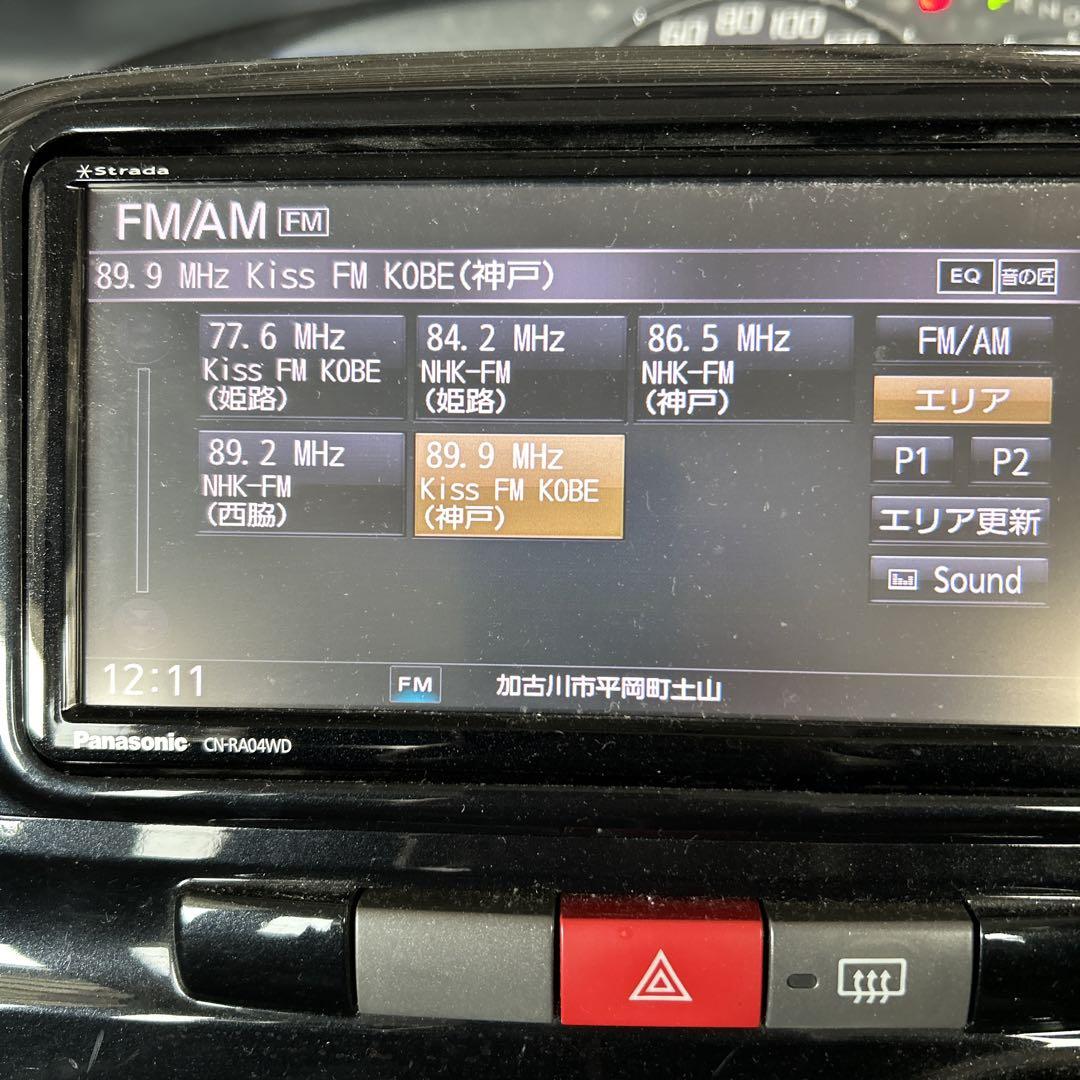 60 80 100
R N D
Strada
FM/AM FM
89.9 MHz Kiss FM KOBE(神戸) EQ 音の匠
77.6 MHz
Kiss FM KOBE
(姫路)
84.2 MHz
NHK-FM
(姫路)
86.5 MHz
NHK-FM
(神戸)
FM/AM
エリア
89.2 MHz
NHK-FM
(西脇)
89.9 MHz
Kiss FM KOBE
(神戸)
P1 P2
エリア更新
Sound
12:11 FM 加古川市平岡町土山
Panasonic CN-RA04WD